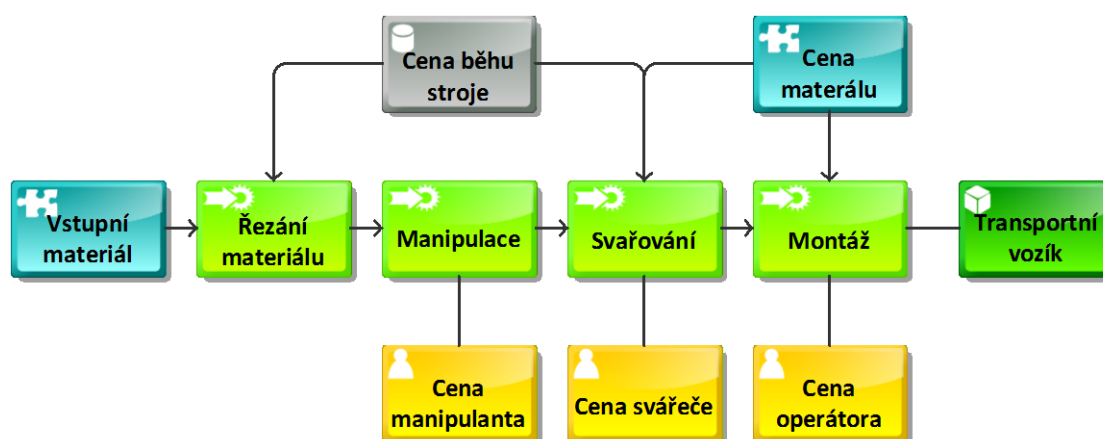 Cena běhu
stroje
Cena
materálu
Vstupní
materiál
Řezání
materiálu
Manipulace
Svařování
Montáž
Transportní
vozík
Cena
manipulanta
Cena svářeče
Cena
operátora